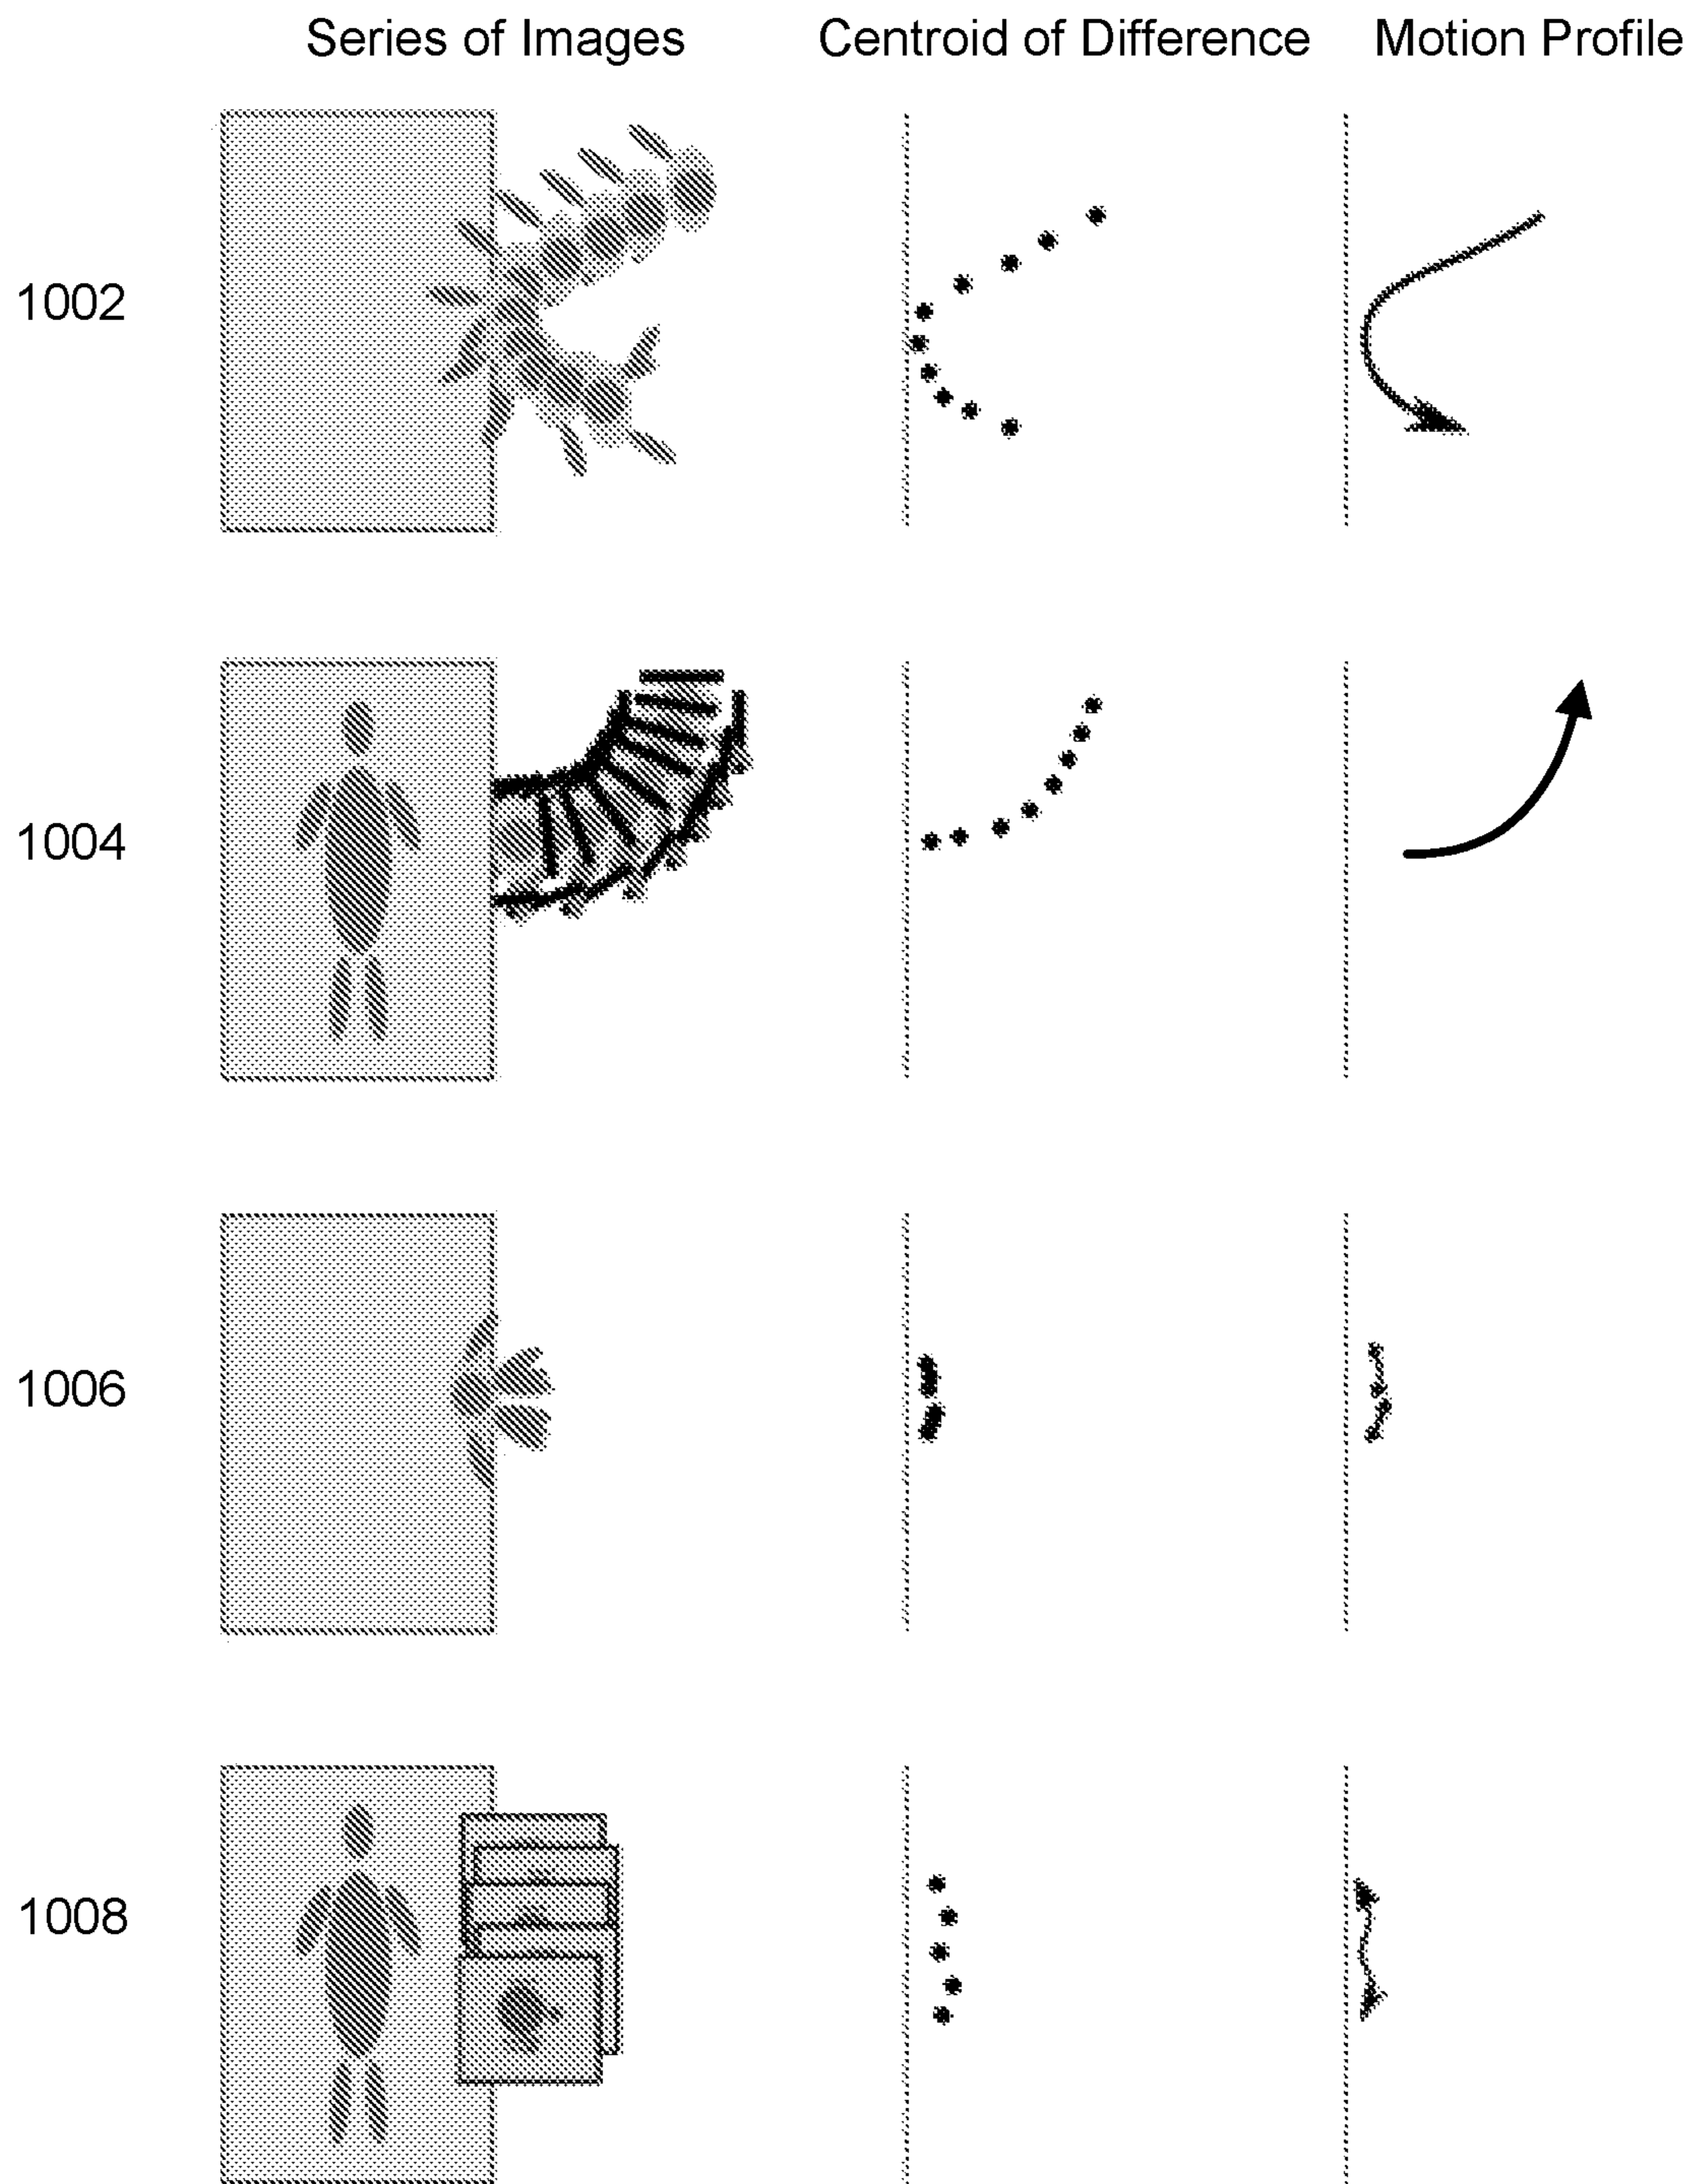 Series of Images Centroid of Difference Motion Profile
1002
1004
1006
1008